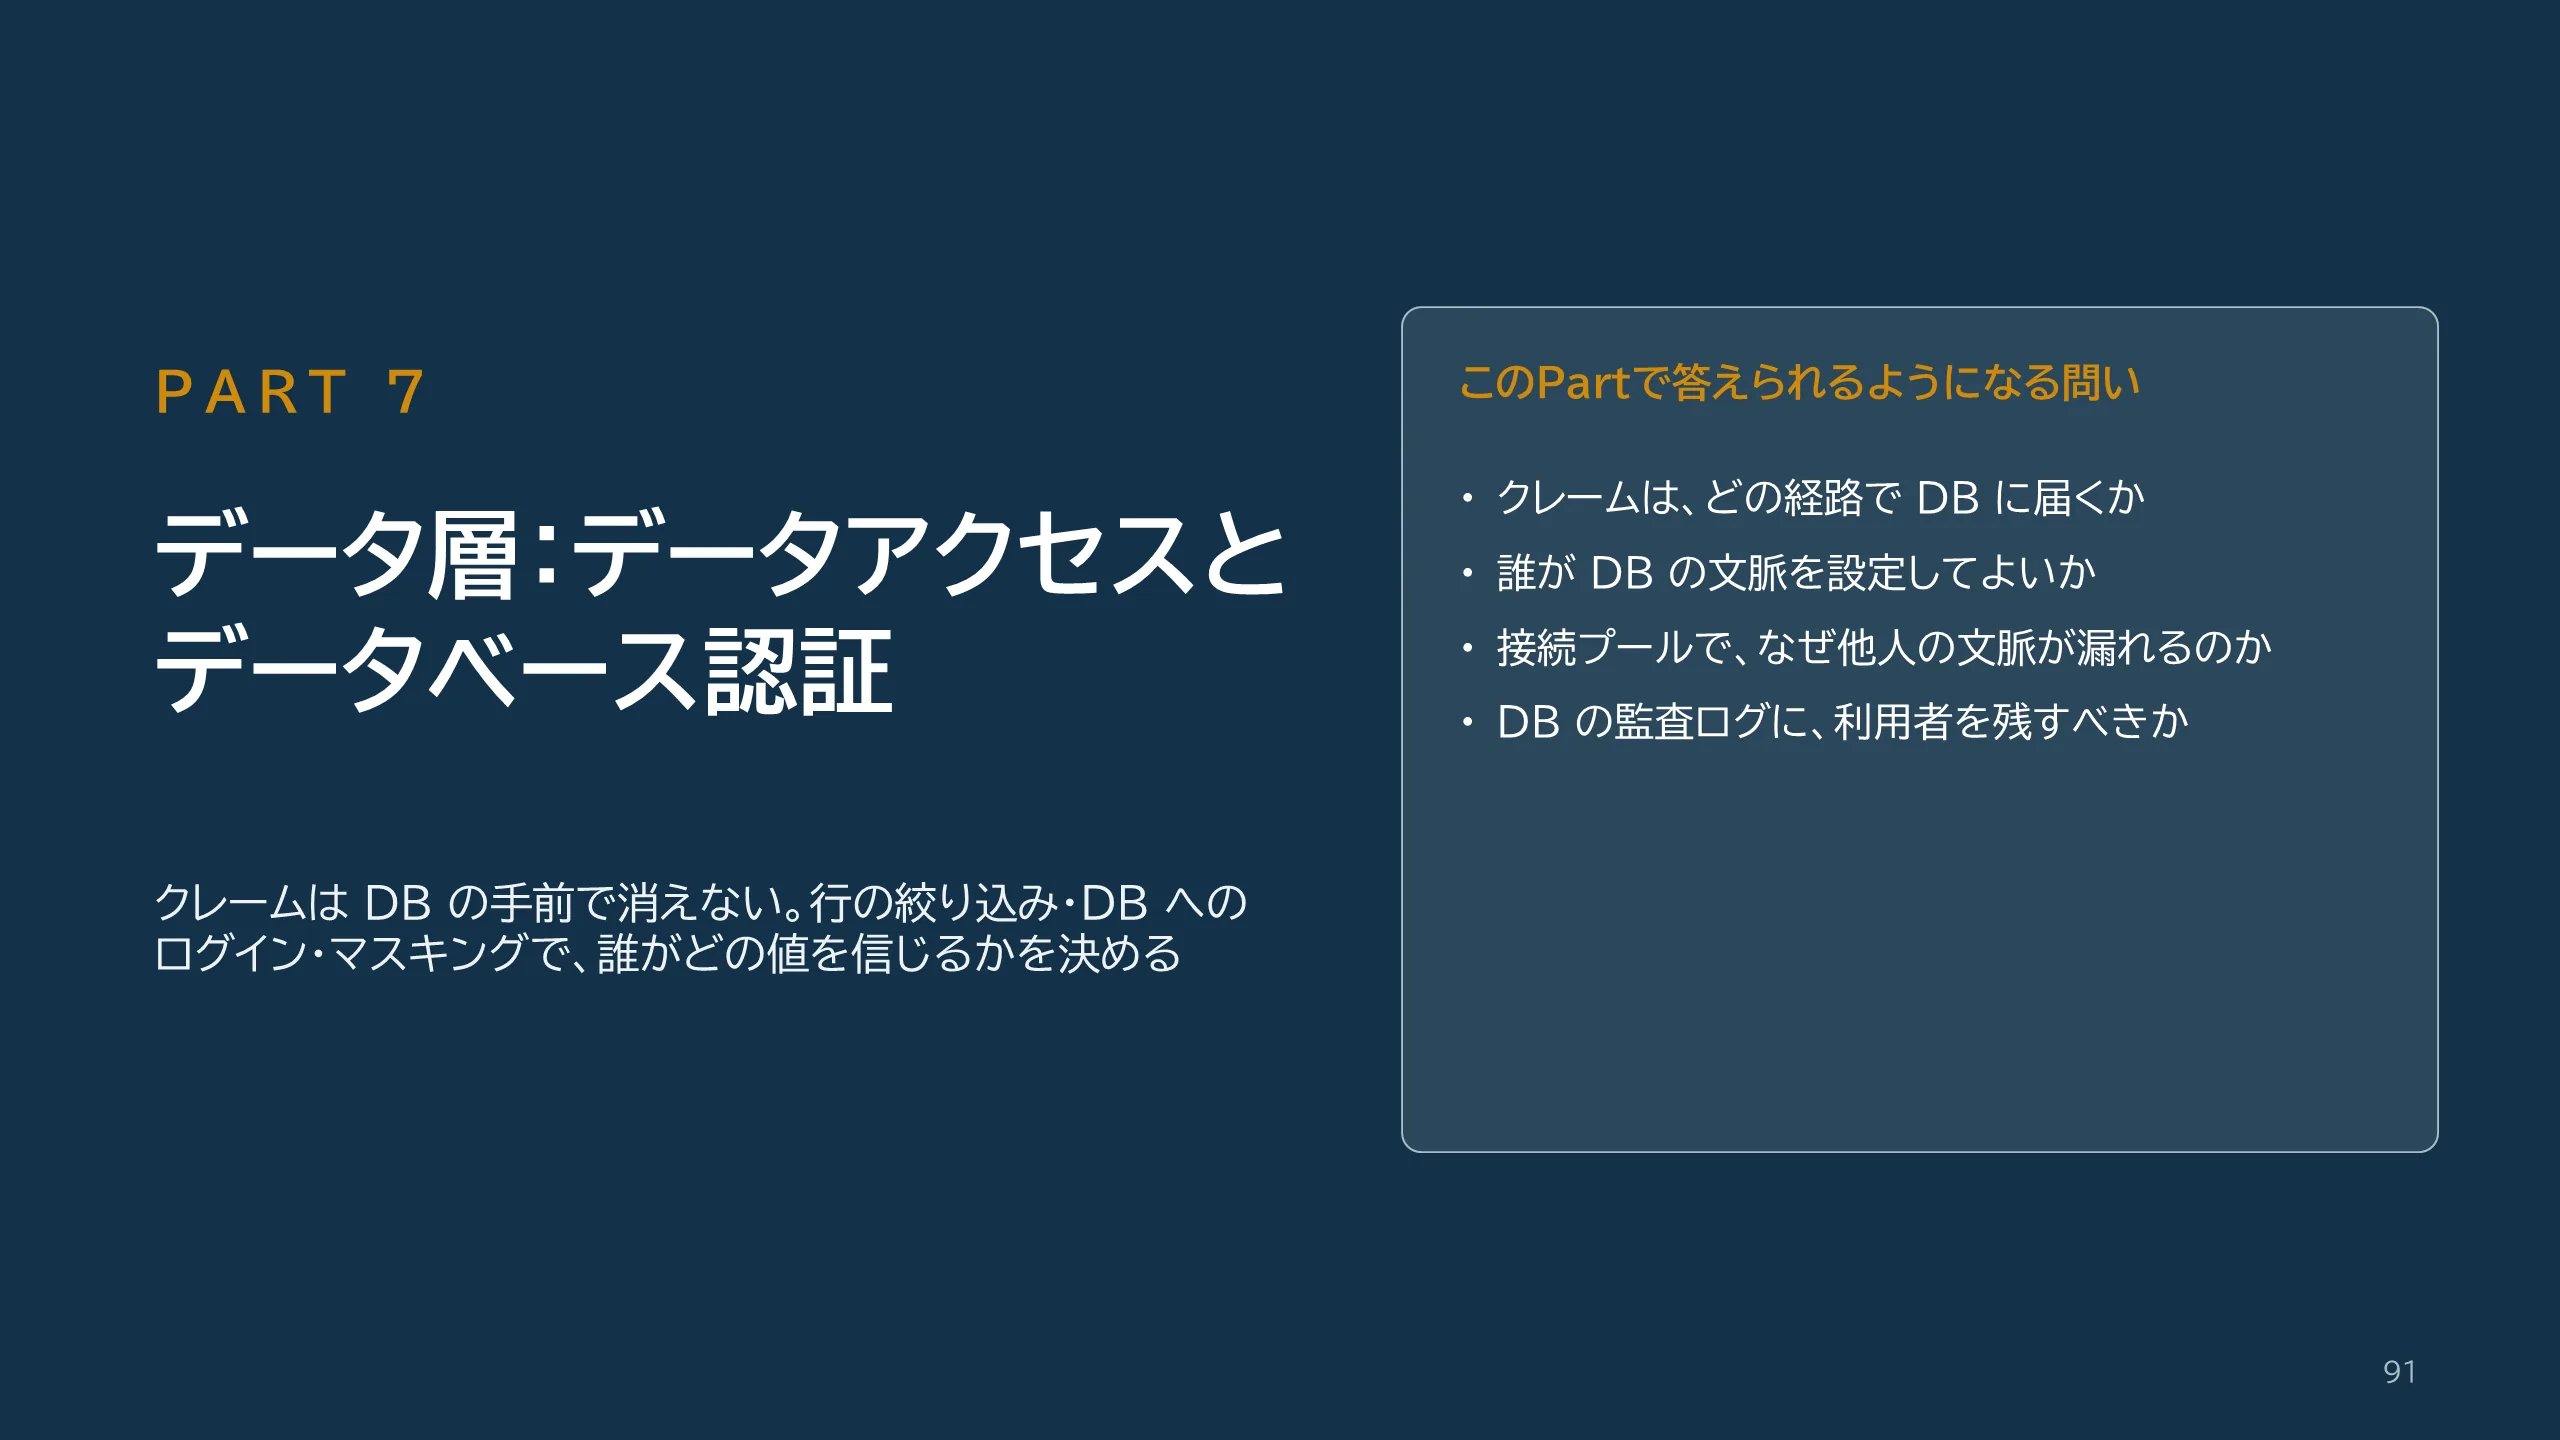 PART 7
データ層：データアクセスと
データベース認証
クレームは DB の手前で消えない。行の絞り込み・DB への
ログイン・マスキングで、誰がどの値を信じるかを決める
このPartで答えられるようになる問い
• クレームは、どの経路で DB に届くか
• 誰が DB の文脈を設定してよいか
• 接続プールで、なぜ他人の文脈が漏れるのか
• DB の監査ログに、利用者を残すべきか
91